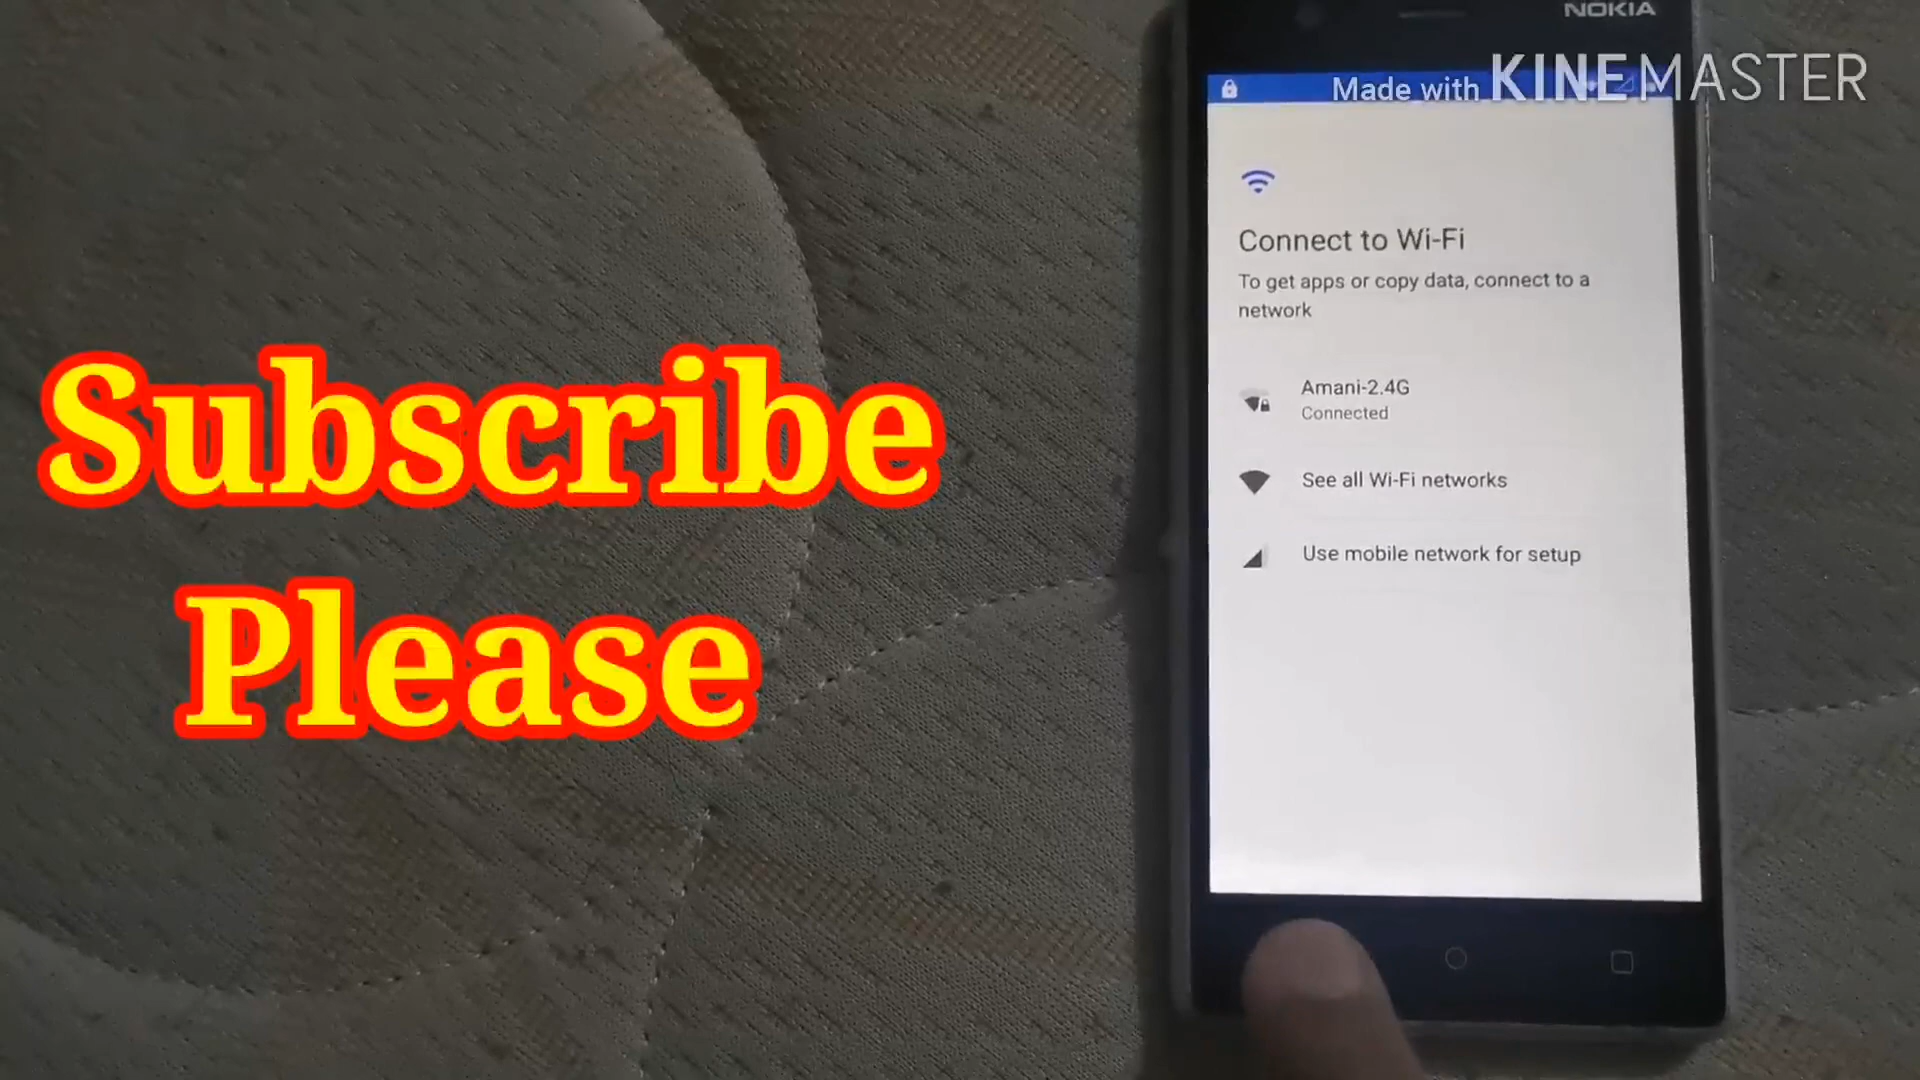 NOKIA
Made with KINEMASTER
Connect to Wi-Fi
To get apps or copy data, connect to a
network
Amani-2.4G
Connected
See all Wi-Fi networks
Use mobile network for setup
Subscribe
Please